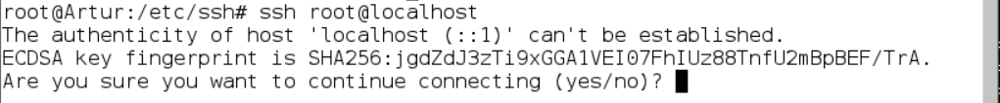 root@Artur:/etc/ssh# ssh root@localhost
The authenticity of host 'localhost (::1)' can't be established.
ECDSA key fingerprint is SHA256:jgdZdJ3zTi9xGGA1VEI07FhIUz88TnfU2mBpBEF/TrA.
Are you sure you want to continue connecting (yes/no)?